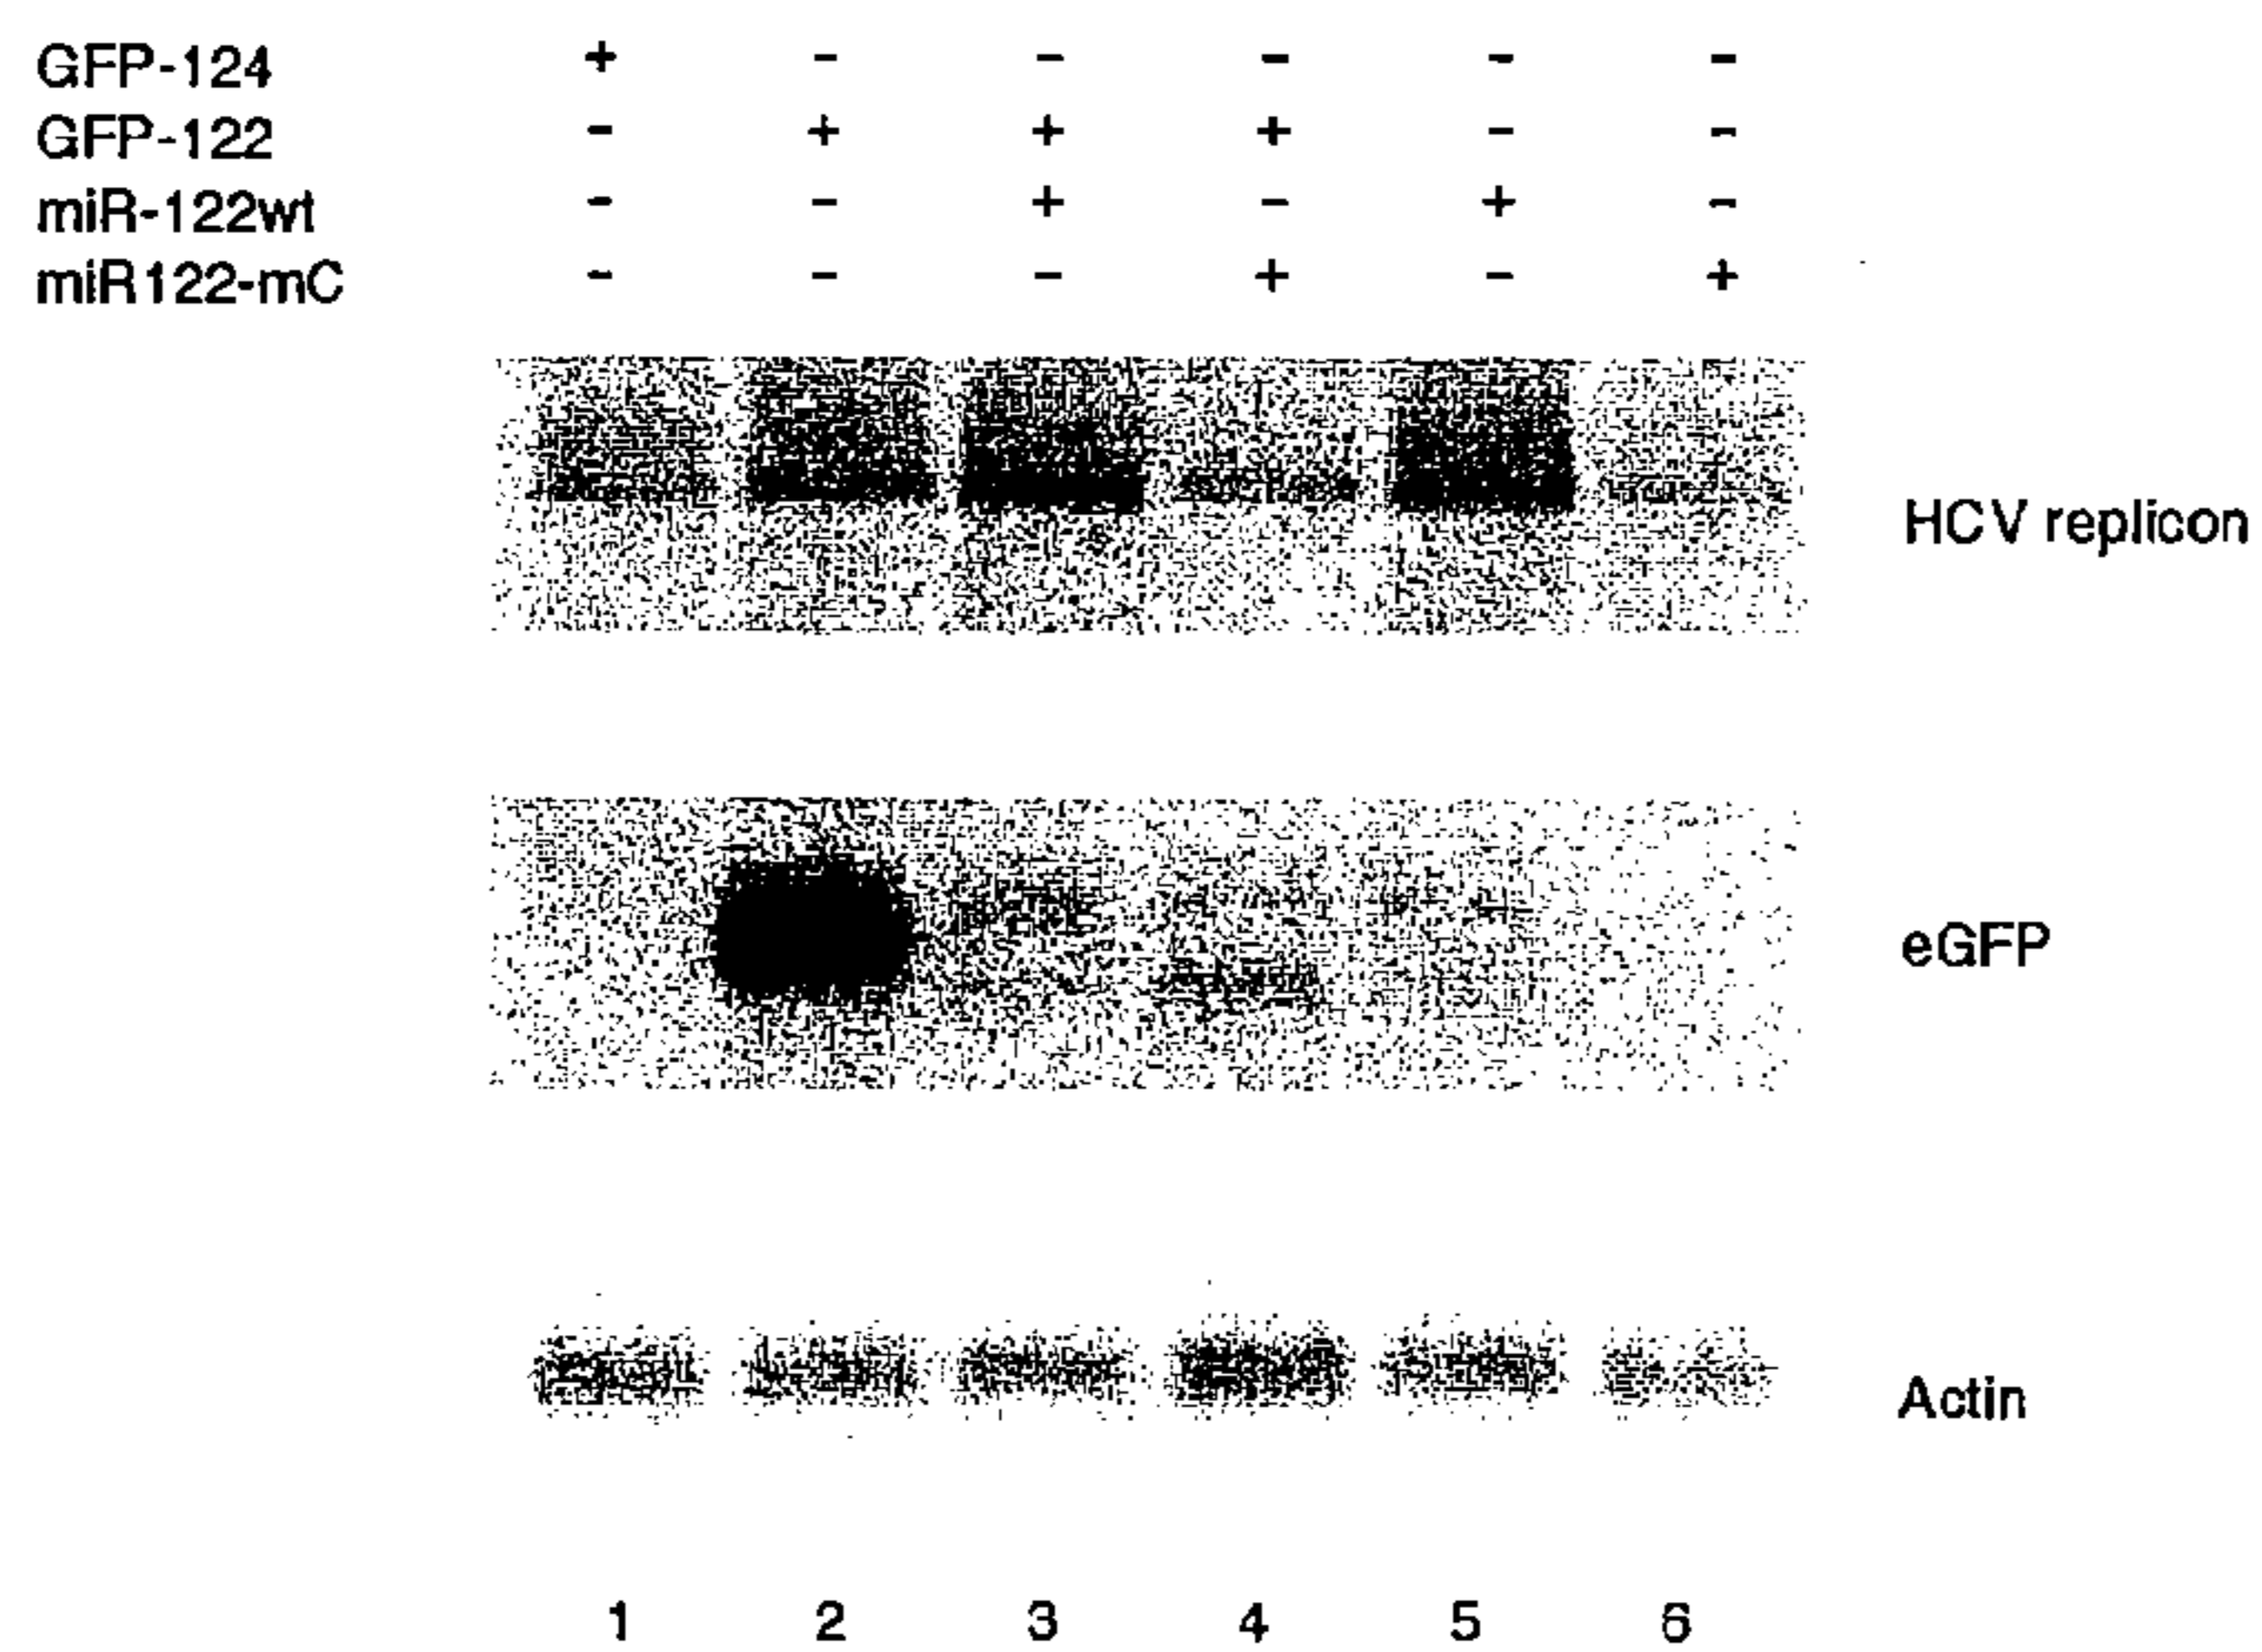 GFP-124 + - - - - -
GFP-122 - + + + - -
miR-122wt - - + - + -
miR122-mC - - - + - +
HCV replicon
eGFP
Actin
1 2 3 4 5 6